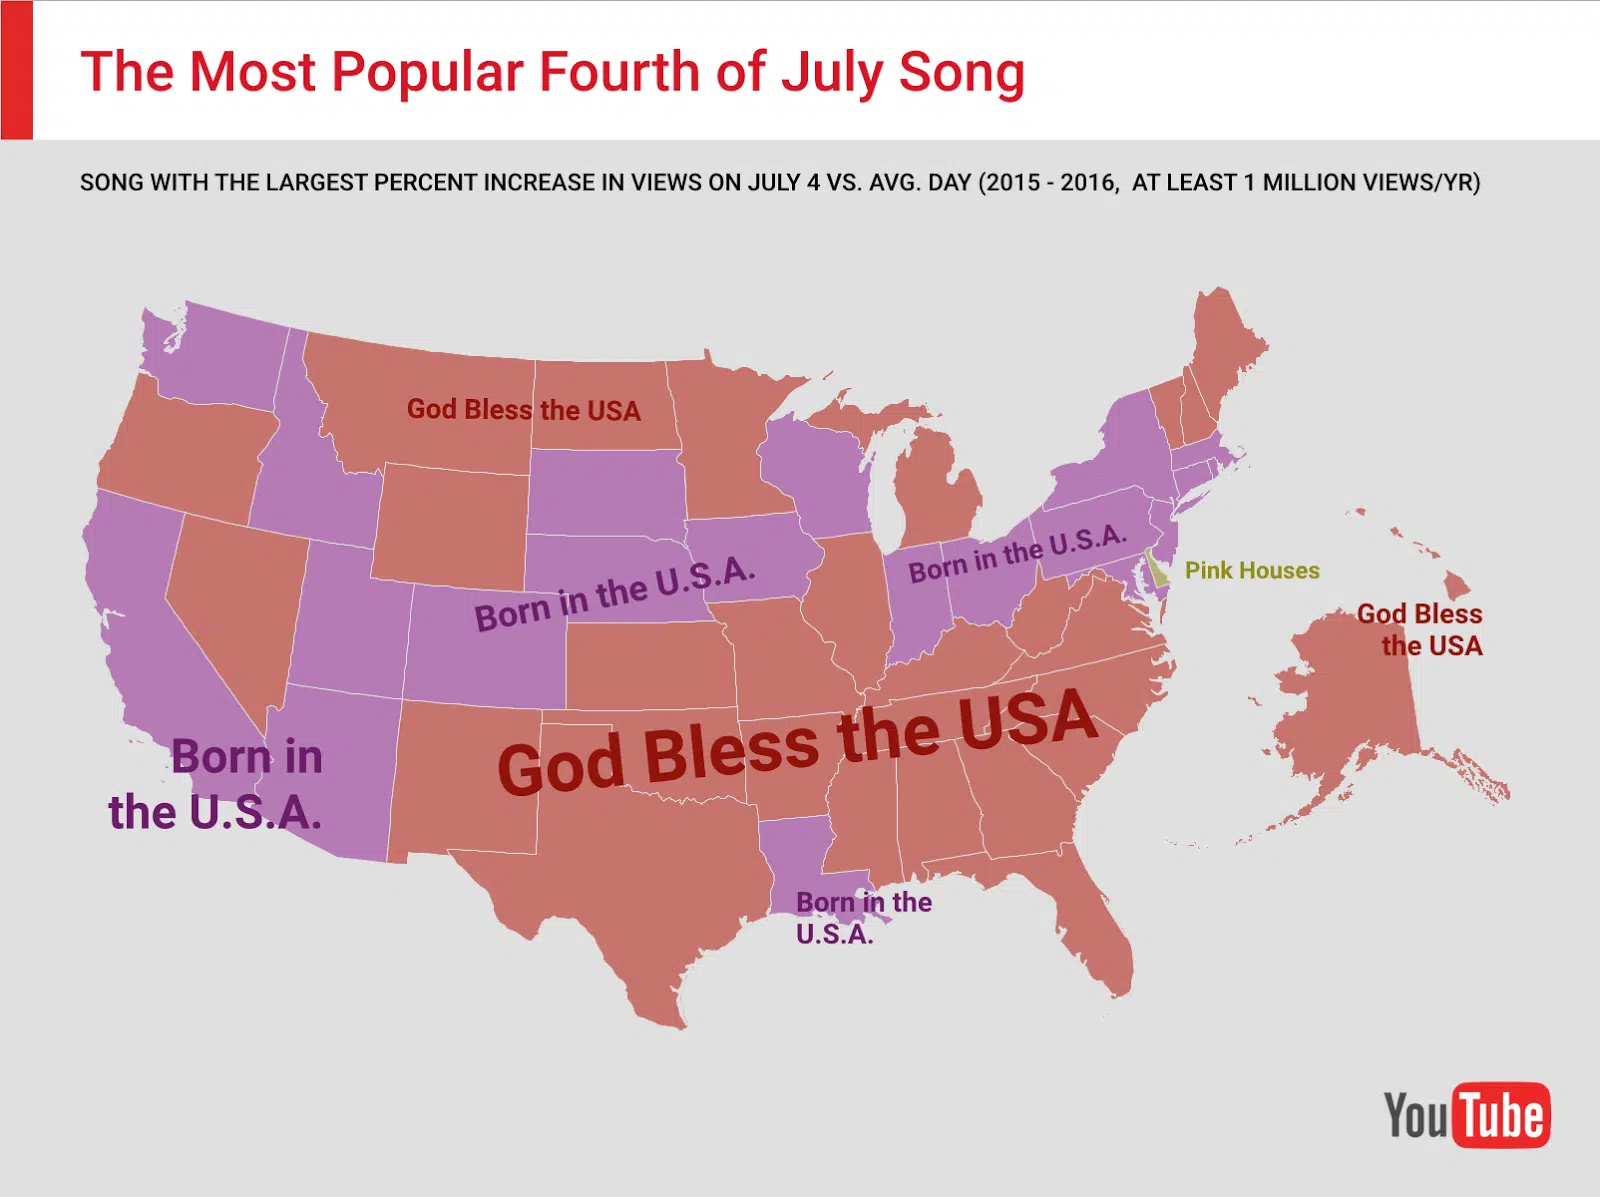 The Most Popular Fourth of July Song
SONG WITH THE LARGEST PERCENT INCREASE IN VIEWS ON JULY 4 VS. AVG. DAY (2015 - 2016, AT LEAST 1 MILLION VIEWS/YR)
God Bless the USA
Born in the U.S.A.
Born in the U.S.A.
Pink Houses
God Bless
the USA
God Bless the USA
Born in
the U.S.A.
Born in the
U.S.A.
YouTube